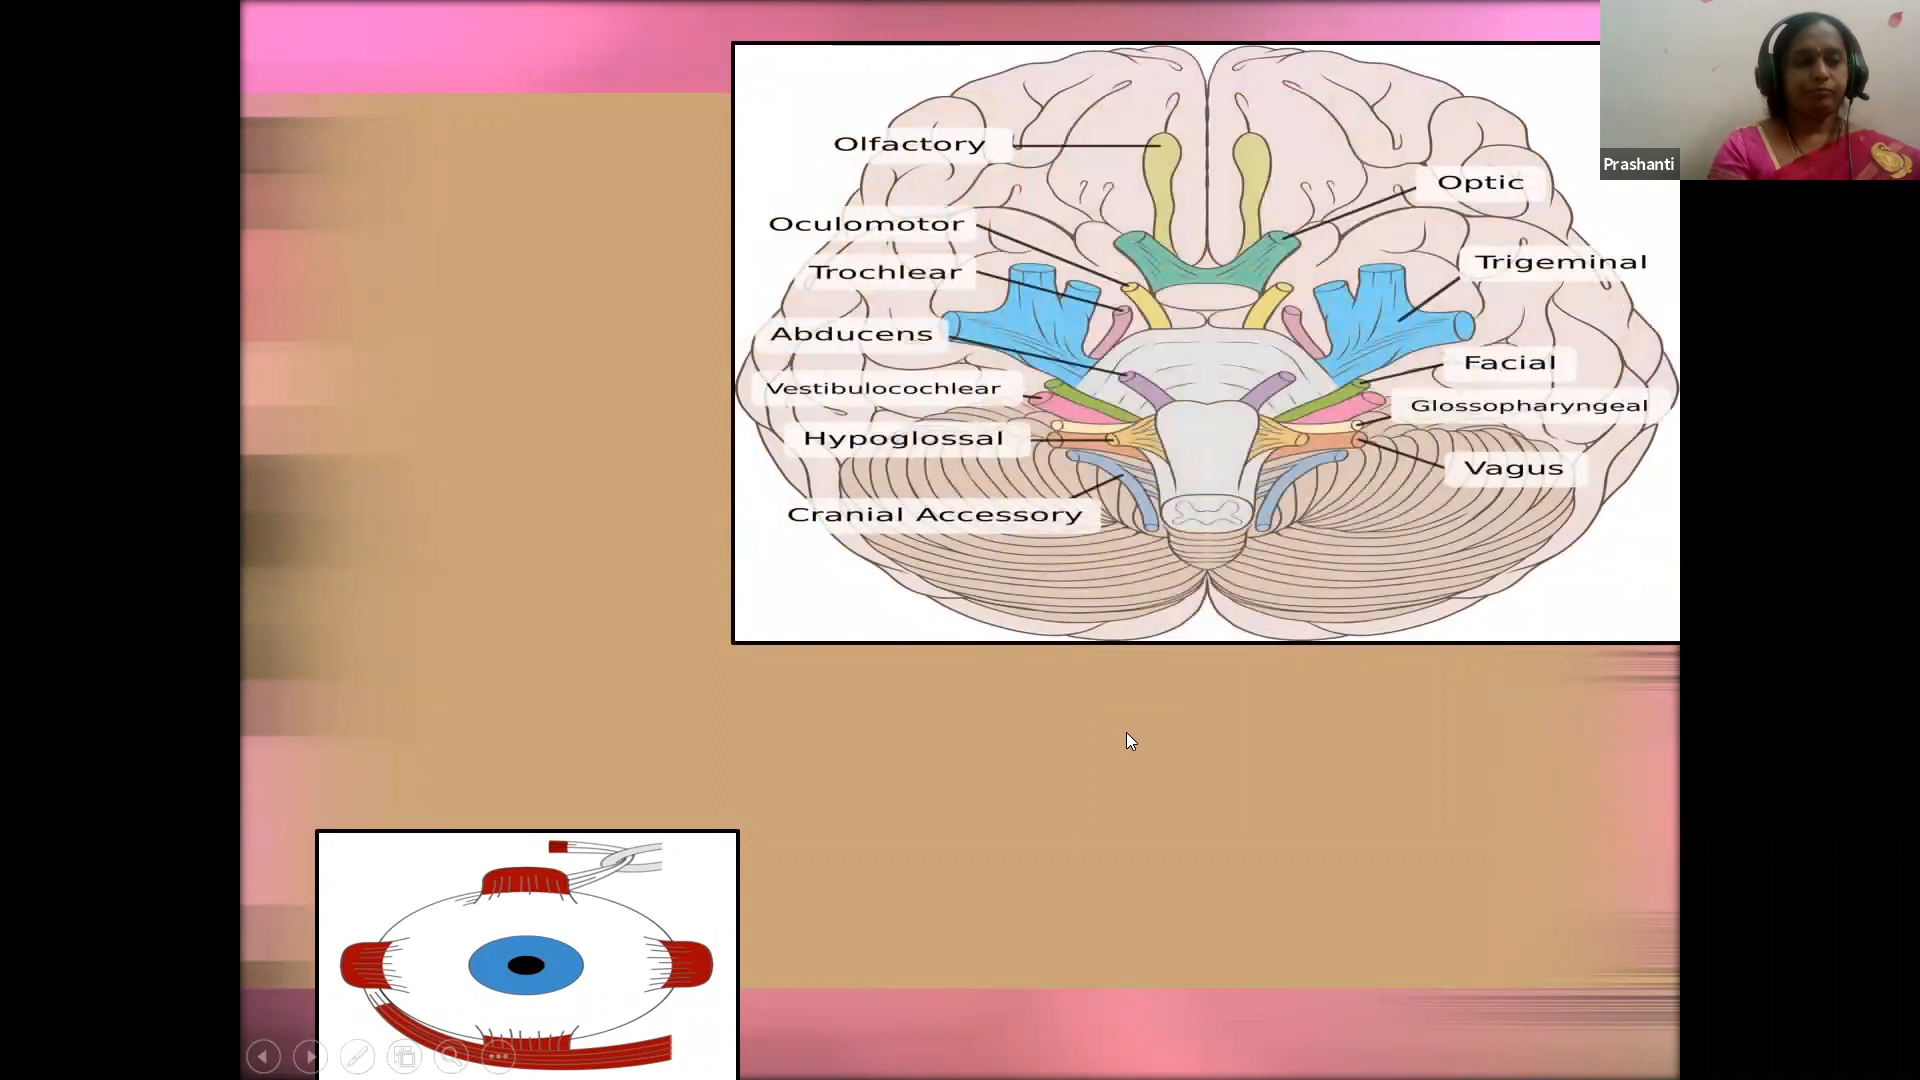 Olfactory
Optic
Oculomotor
Trigeminal
Trochlear
Abducens
Facial
Vestibulocochlear
Glossopharyngeal
Hypoglossal
Vagus
Cranial Accessory
Prashanti